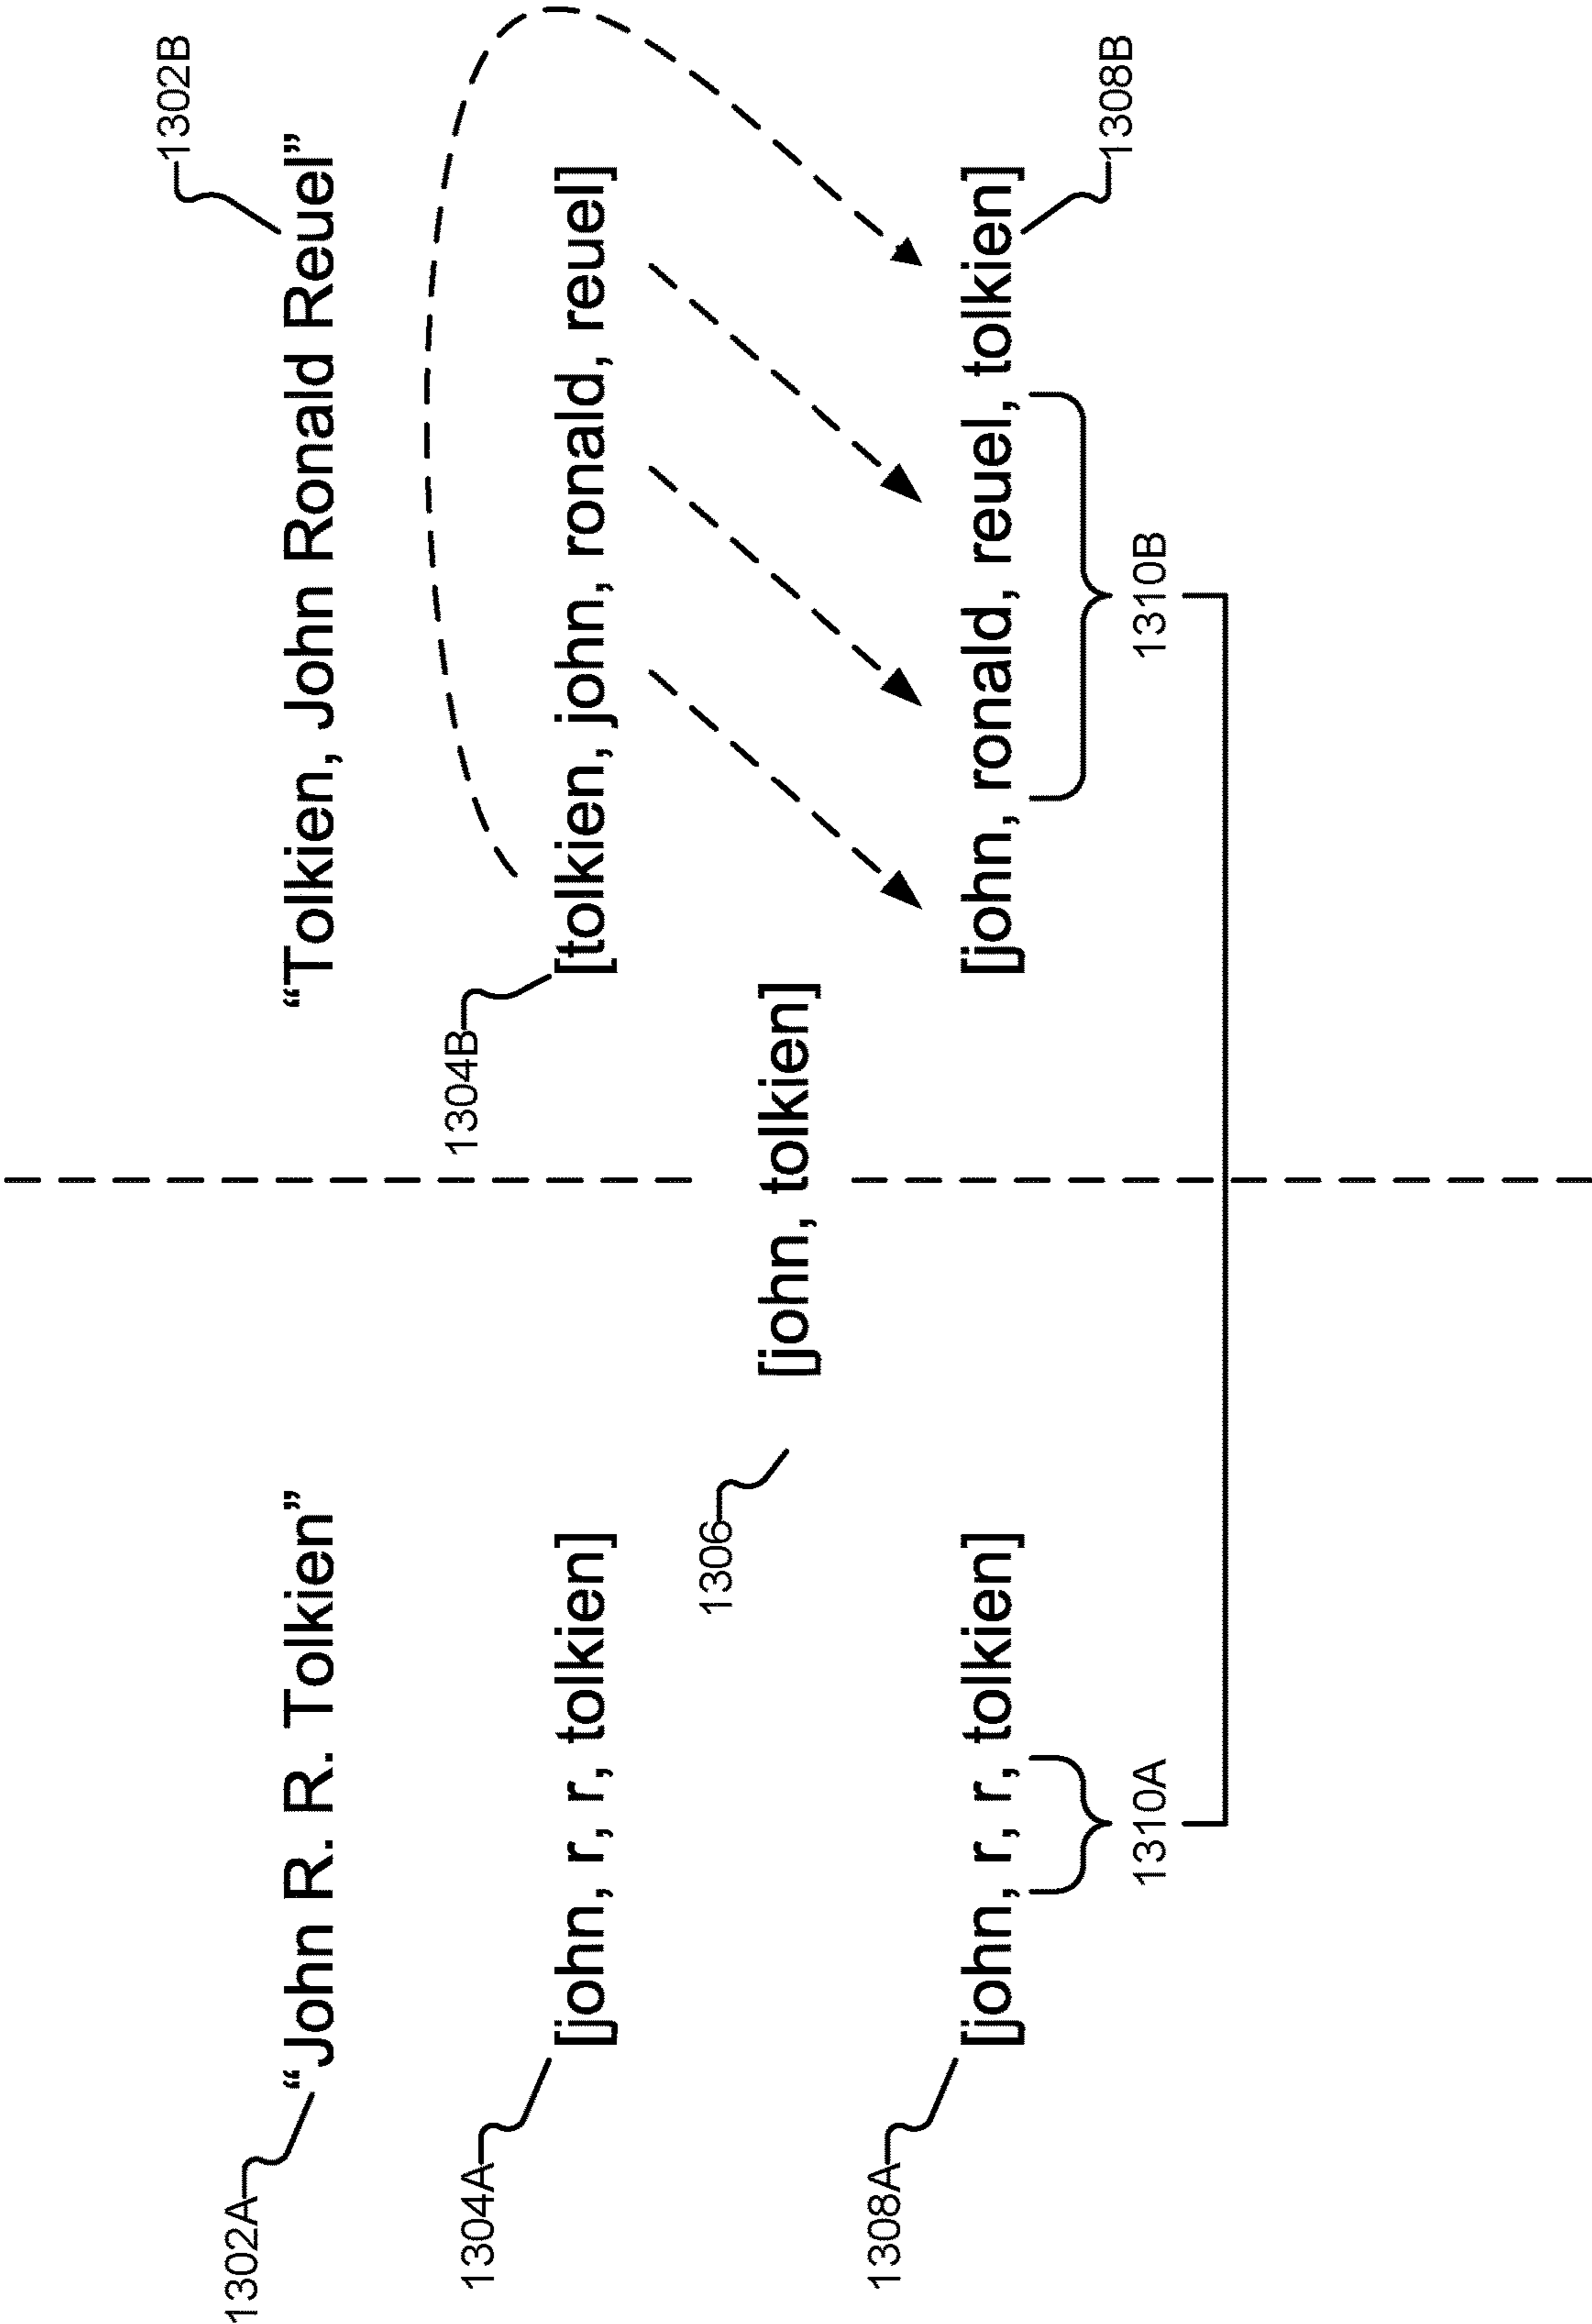 1302A
“John R. R. Tolkien”
1302B
“Tolkien, John Ronald Reuel”
1304A
[john, r, r, tolkien]
1304B
[tolkien, john, ronald, reuel]
1306
[john, tolkien]
1308A
[john, r, r, tolkien]
[john, ronald, reuel, tolkien]
1308B
1310A
1310B